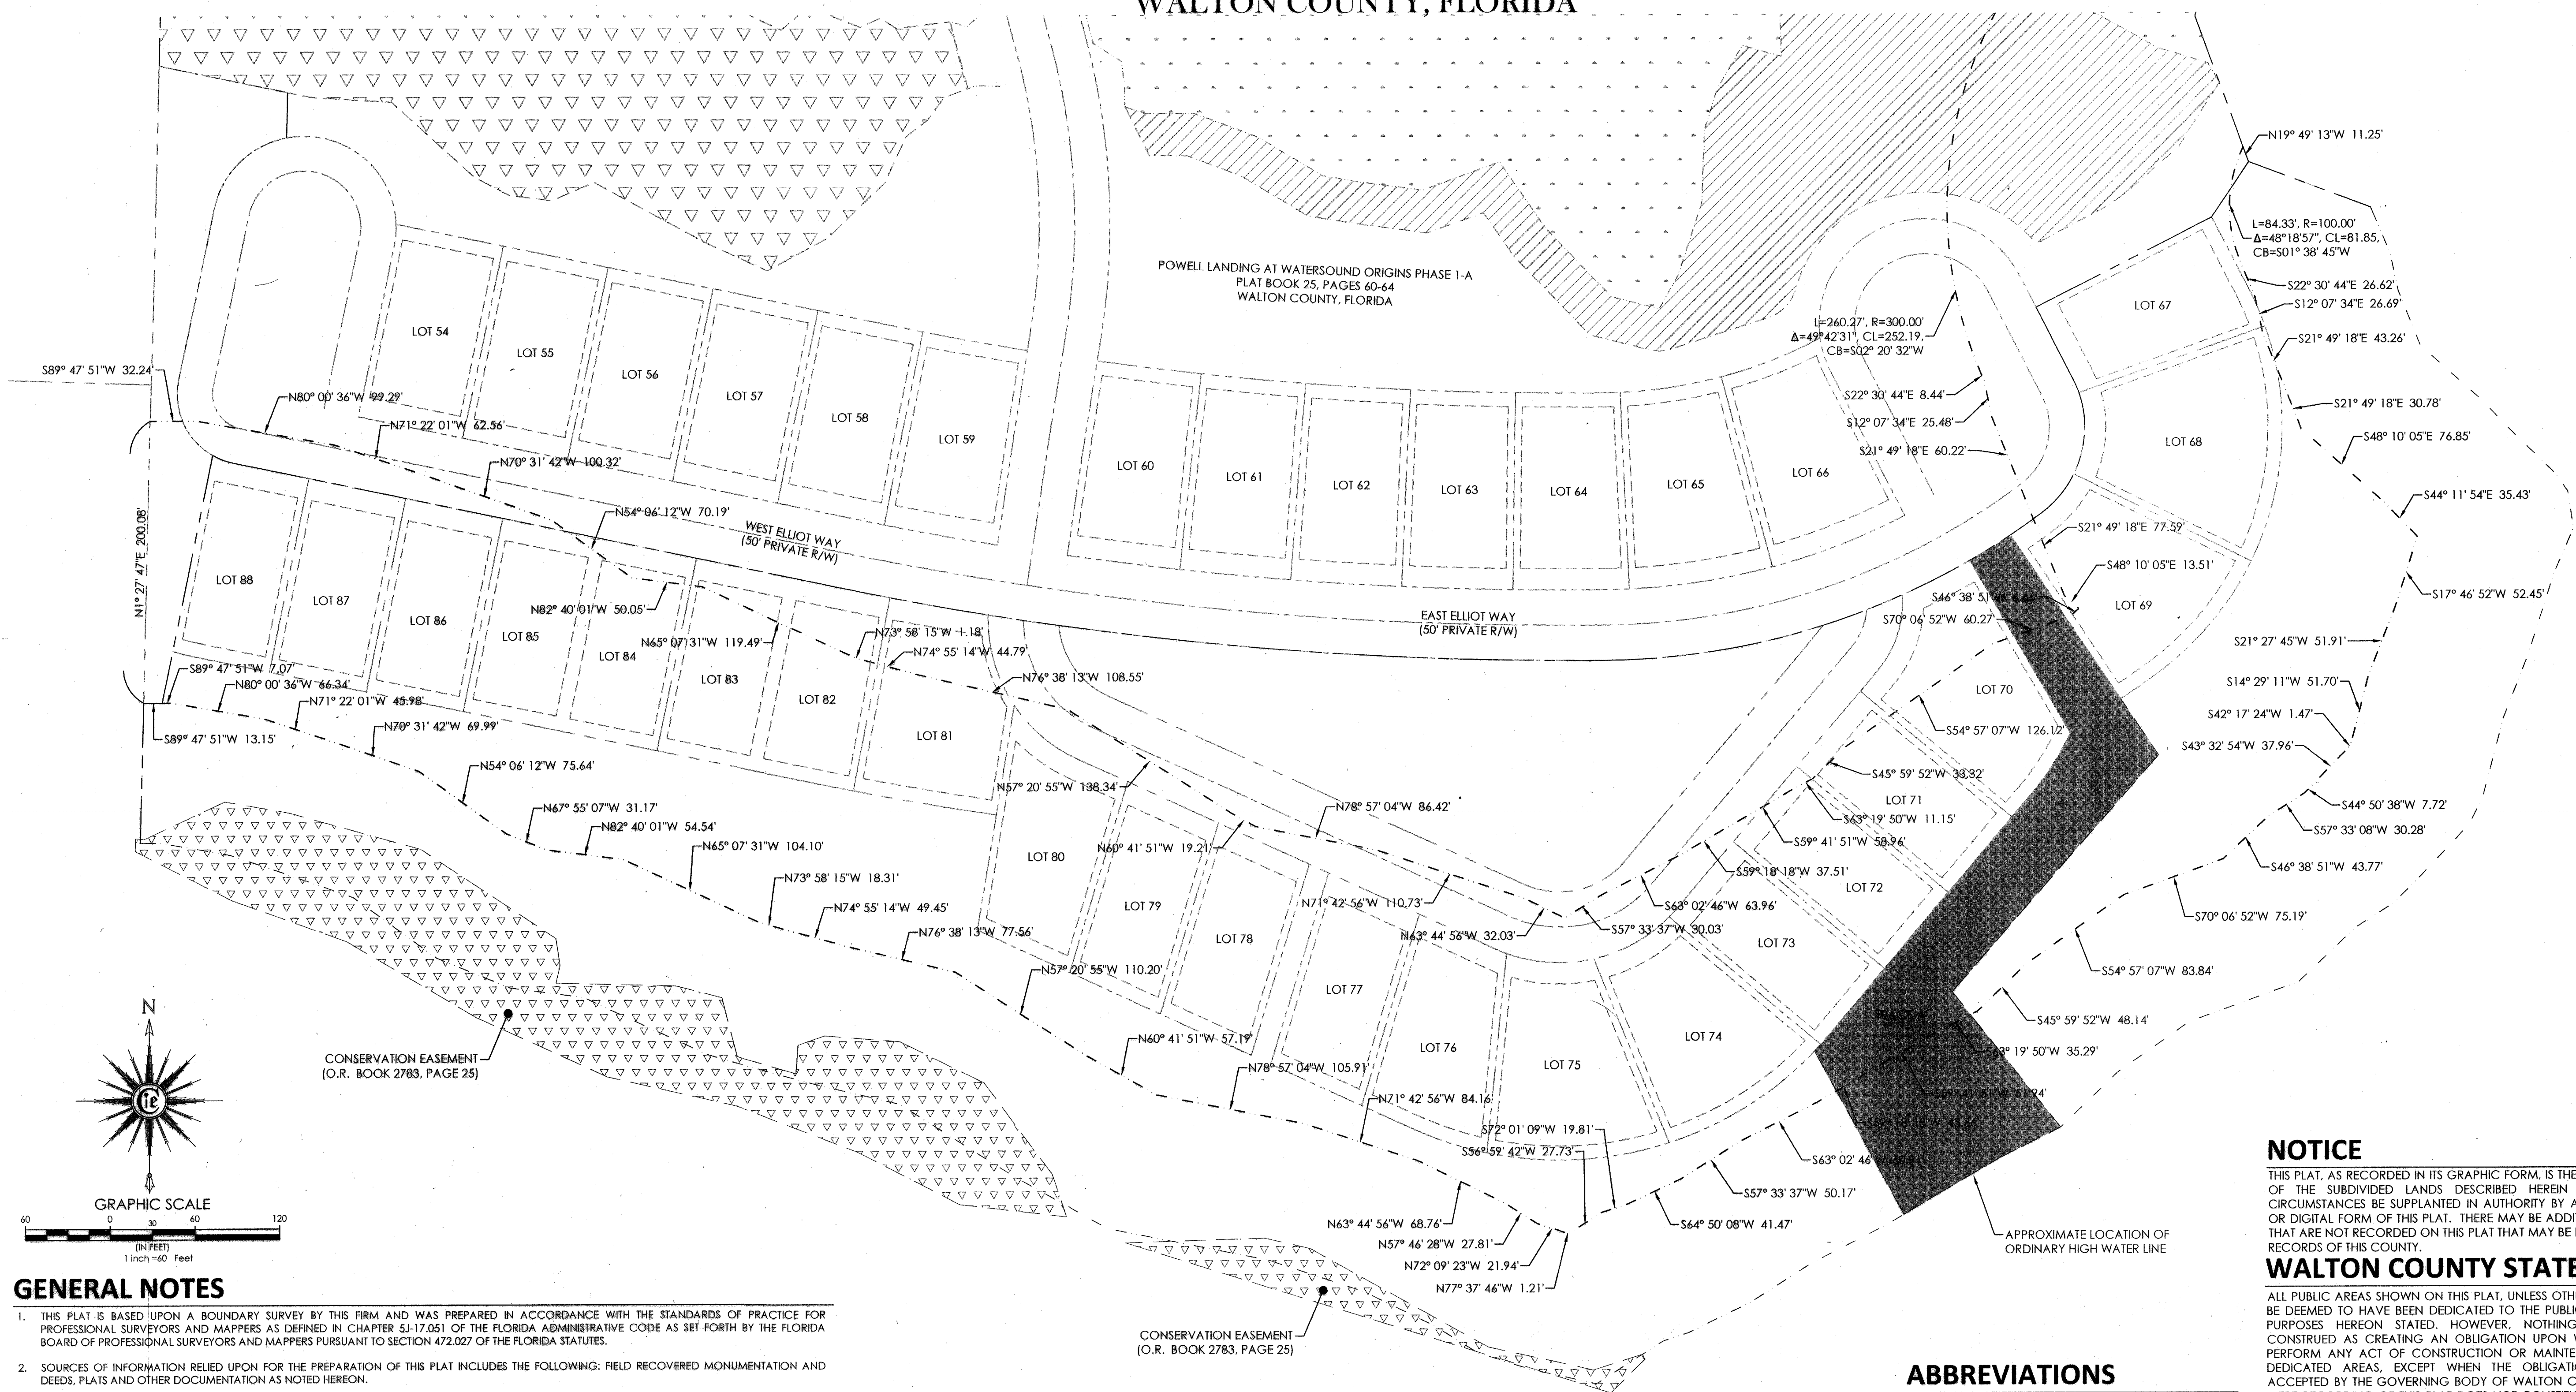 WALTON COUNTY, FLORIDA
N19° 49' 13"W 11.25'
L=84.33', R=100.00'
Δ=48°18'57", CL=81.85,
CB=S01° 38' 45"W
POWELL LANDING AT WATERSOUND ORIGINS PHASE 1-A
PLAT BOOK 25, PAGES 60-64
WALTON COUNTY, FLORIDA
S22° 30' 44"E 26.62'
S12° 07' 34"E 26.69'
LOT 67
L=260.27', R=300.00'
Δ=49°42'31", CL=252.19,
CB=S02° 20' 32"W
S21° 49' 18"E 43.26'
LOT 54
LOT 55
LOT 56
LOT 57
LOT 58
LOT 59
S89° 47' 51"W 32.24'
N80° 00' 36"W 99.29'
N71° 22' 01"W 62.56'
N70° 31' 42"W 100.32'
S22° 30' 44"E 8.44'
S12° 07' 34"E 25.48'
S21° 49' 18"E 60.22'
S21° 49' 18"E 30.78'
S48° 10' 05"E 76.85'
LOT 68
LOT 60
LOT 61
LOT 62
LOT 63
LOT 64
LOT 65
LOT 66
S44° 11' 54"E 35.43'
N54° 06' 12"W 70.19'
WEST ELLIOT WAY
(50' PRIVATE R/W)
N1° 27' 47"E 200.08'
S21° 49' 18"E 77.59'
S48° 10' 05"E 13.51'
LOT 88
LOT 87
LOT 86
LOT 85
LOT 84
LOT 83
LOT 82
LOT 81
N82° 40' 01"W 50.05'
N65° 07' 31"W 119.49'
N73° 58' 15"W 1.18'
N74° 55' 14"W 44.79'
N76° 38' 13"W 108.55'
EAST ELLIOT WAY
(50' PRIVATE R/W)
S46° 38' 51"W
S70° 06' 52"W 60.27'
LOT 69
S17° 46' 52"W 52.45'
S21° 27' 45"W 51.91'
S14° 29' 11"W 51.70'
S42° 17' 24"W 1.47'
S43° 32' 54"W 37.96'
LOT 70
S54° 57' 07"W 126.12'
S89° 47' 51"W 7.07'
N80° 00' 36"W 66.34'
N71° 22' 01"W 45.98'
N70° 31' 42"W 69.99'
S89° 47' 51"W 13.15'
N54° 06' 12"W 75.64'
N67° 55' 07"W 31.17'
N82° 40' 01"W 54.54'
N65° 07' 31"W 104.10'
N73° 58' 15"W 18.31'
N74° 55' 14"W 49.45'
N76° 38' 13"W 77.56'
N57° 20' 55"W 138.34'
N78° 57' 04"W 86.42'
N60° 41' 51"W 19.21'
S45° 59' 52"W 33.32'
LOT 71
S63° 19' 50"W 11.15'
S59° 41' 51"W 58.96'
S59° 18' 18"W 37.51'
LOT 72
S44° 50' 38"W 7.72'
S57° 33' 08"W 30.28'
S46° 38' 51"W 43.77'
S70° 06' 52"W 75.19'
LOT 80
LOT 79
LOT 78
LOT 77
LOT 76
LOT 75
LOT 74
LOT 73
N71° 42' 56"W 110.73'
N63° 44' 56"W 32.03'
S57° 33' 37"W 30.03'
S63° 02' 46"W 63.96'
S54° 57' 07"W 83.84'
S45° 59' 52"W 48.14'
S63° 19' 50"W 35.29'
S59° 41' 51"W 51.94'
S59° 18' 18"W
N57° 20' 55"W 110.20'
N60° 41' 51"W 57.19'
N78° 57' 04"W 105.91'
N71° 42' 56"W 84.16'
S72° 01' 09"W 19.81'
S56° 59' 42"W 27.73'
S63° 02' 46"
S57° 33' 37"W 50.17'
S64° 50' 08"W 41.47'
N63° 44' 56"W 68.76'
N57° 46' 28"W 27.81'
N72° 09' 23"W 21.94'
N77° 37' 46"W 1.21'
APPROXIMATE LOCATION OF
ORDINARY HIGH WATER LINE
N
CONSERVATION EASEMENT
(O.R. BOOK 2783, PAGE 25)
GRAPHIC SCALE
60 0 30 60 120
(IN FEET)
1 inch =60 Feet
CONSERVATION EASEMENT
(O.R. BOOK 2783, PAGE 25)
GENERAL NOTES
1. THIS PLAT IS BASED UPON A BOUNDARY SURVEY BY THIS FIRM AND WAS PREPARED IN ACCORDANCE WITH THE STANDARDS OF PRACTICE FOR
PROFESSIONAL SURVEYORS AND MAPPERS AS DEFINED IN CHAPTER 5J-17.051 OF THE FLORIDA ADMINISTRATIVE CODE AS SET FORTH BY THE FLORIDA
BOARD OF PROFESSIONAL SURVEYORS AND MAPPERS PURSUANT TO SECTION 472.027 OF THE FLORIDA STATUTES.
2. SOURCES OF INFORMATION RELIED UPON FOR THE PREPARATION OF THIS PLAT INCLUDES THE FOLLOWING: FIELD RECOVERED MONUMENTATION AND
DEEDS, PLATS AND OTHER DOCUMENTATION AS NOTED HEREON.
ABBREVIATIONS
NOTICE
THIS PLAT, AS RECORDED IN ITS GRAPHIC FORM, IS THE
OF THE SUBDIVIDED LANDS DESCRIBED HEREIN
CIRCUMSTANCES BE SUPPLANTED IN AUTHORITY BY A
OR DIGITAL FORM OF THIS PLAT. THERE MAY BE ADDI
THAT ARE NOT RECORDED ON THIS PLAT THAT MAY BE
RECORDS OF THIS COUNTY.
WALTON COUNTY STATE
ALL PUBLIC AREAS SHOWN ON THIS PLAT, UNLESS OTH
BE DEEMED TO HAVE BEEN DEDICATED TO THE PUBLI
PURPOSES HEREON STATED. HOWEVER, NOTHING
CONSTRUED AS CREATING AN OBLIGATION UPON
PERFORM ANY ACT OF CONSTRUCTION OR MAINTE
DEDICATED AREAS, EXCEPT WHEN THE OBLIGATI
ACCEPTED BY THE GOVERNING BODY OF WALTON C